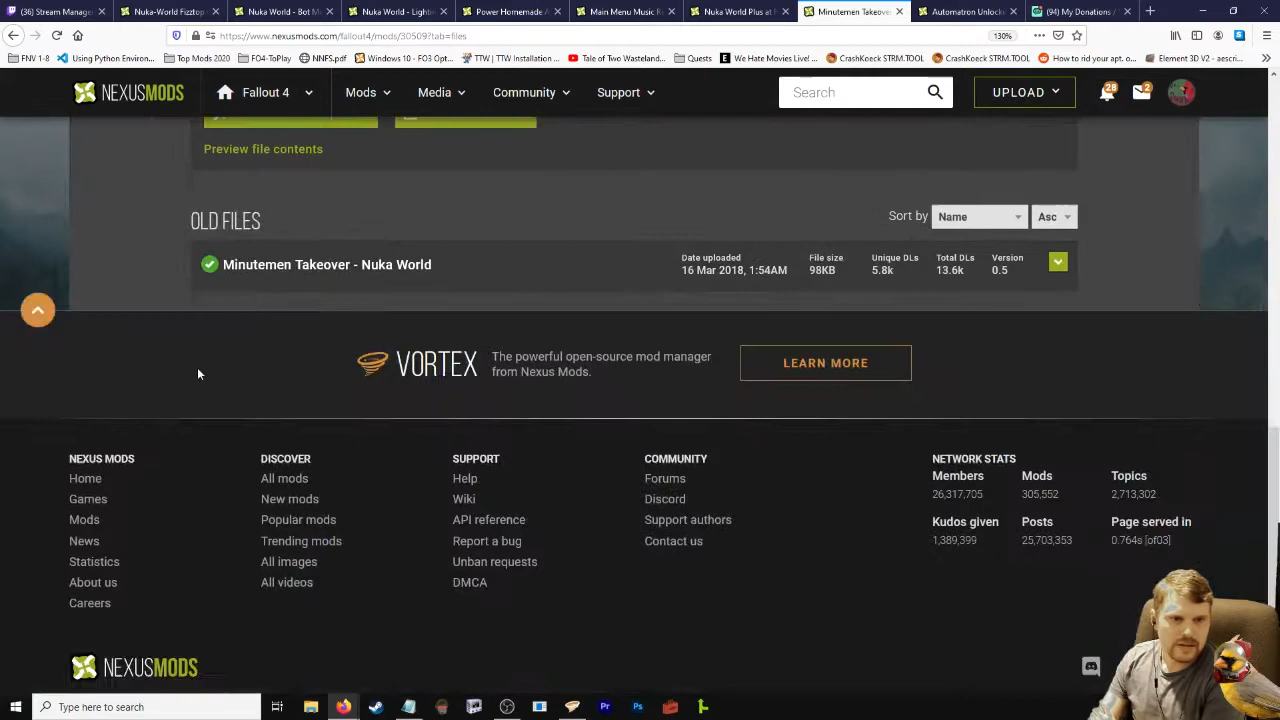 (36) Stream Manage
Nuka-World Fizztop
Nuka World - Bot M
Nuka World - Lightb
Power Homemade A
Main Menu Music R
Nuka World Plus at F
Minutemen Takeover
Automatron Unlocke
(94) My Donations /
https://www.nexusmods.com/fallout4/mods/30509?tab=files
130%
FNV 1-8
Using Python Environ...
Top Mods 2020
FO4-ToPlay
NNFS.pdf
Windows 10 - FO3 Opt...
TTW | TTW Installation ...
Tale of Two Wasteland...
Quests
We Hate Movies Live! ...
CrashKoeck STRM.TOOL
CrashKoeck STRM.TOOL
How to rid your apt. o...
Element 3D V2 - aescri...
NEXUSMODS
Fallout 4
Mods
Media
Community
Support
Search
UPLOAD
28
2
Preview file contents
OLD FILES
Sort by
Name
Asc
Minutemen Takeover - Nuka World
Date uploaded
16 Mar 2018, 1:54AM
File size
98KB
Unique DLs
5.8k
Total DLs
13.6k
Version
0.5
VORTEX
The powerful open-source mod manager
from Nexus Mods.
LEARN MORE
NEXUS MODS
Home
Games
Mods
News
Statistics
About us
Careers
DISCOVER
All mods
New mods
Popular mods
Trending mods
All images
All videos
SUPPORT
Help
Wiki
API reference
Report a bug
Unban requests
DMCA
COMMUNITY
Forums
Discord
Support authors
Contact us
NETWORK STATS
Members
26,317,705
Mods
305,552
Topics
2,713,302
Kudos given
1,389,399
Posts
25,703,353
Page served in
0.764s [of03]
NEXUSMODS
Type here to search
Pr
Ps